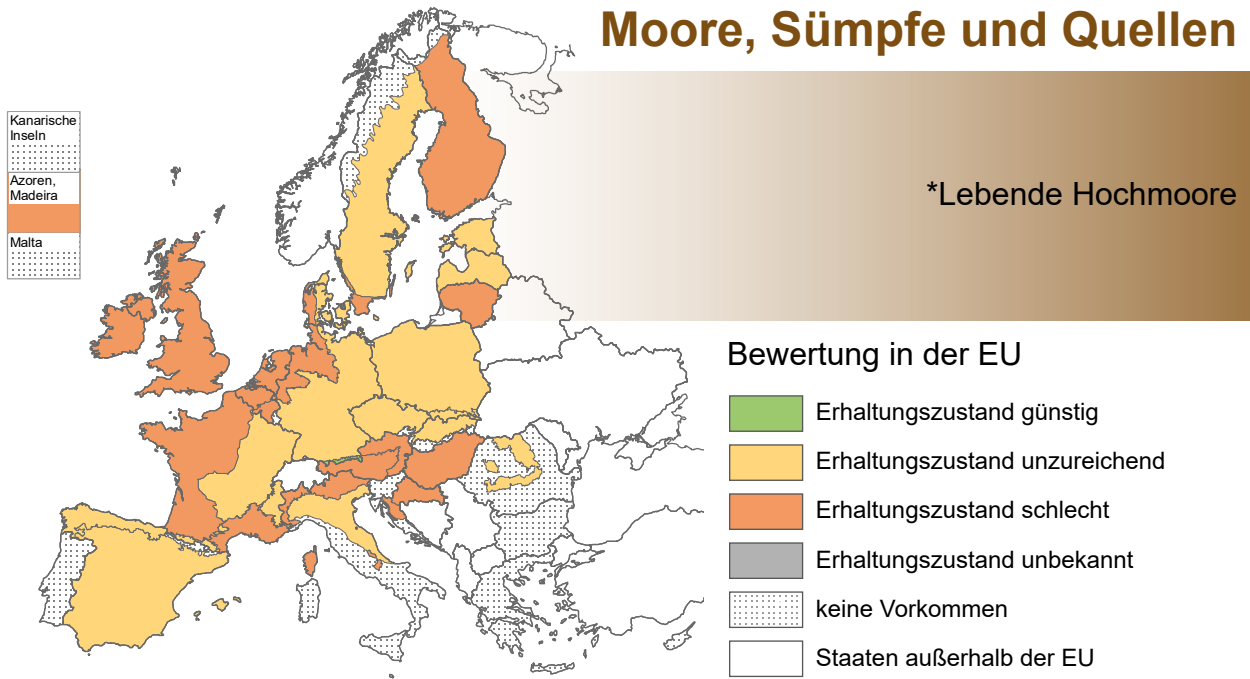 Moore, Sümpfe und Quellen
Kanarische
Inseln
Azoren,
Madeira
Malta
*Lebende Hochmoore
Bewertung in der EU
Erhaltungszustand günstig
Erhaltungszustand unzureichend
Erhaltungszustand schlecht
Erhaltungszustand unbekannt
keine Vorkommen
Staaten außerhalb der EU